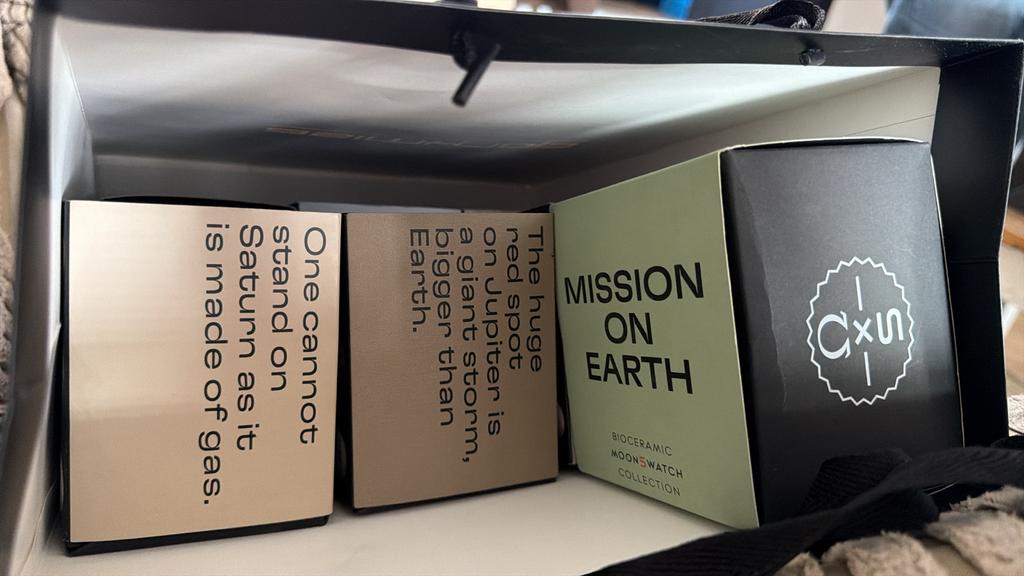 One cannot
stand on
Saturn as it
is made of gas.
The huge
red spot
on Jupiter is
a giant storm,
bigger than
Earth.
MISSION
ON
EARTH
BIOCERAMIC
MOONSWATCH
COLLECTION
ΩxS